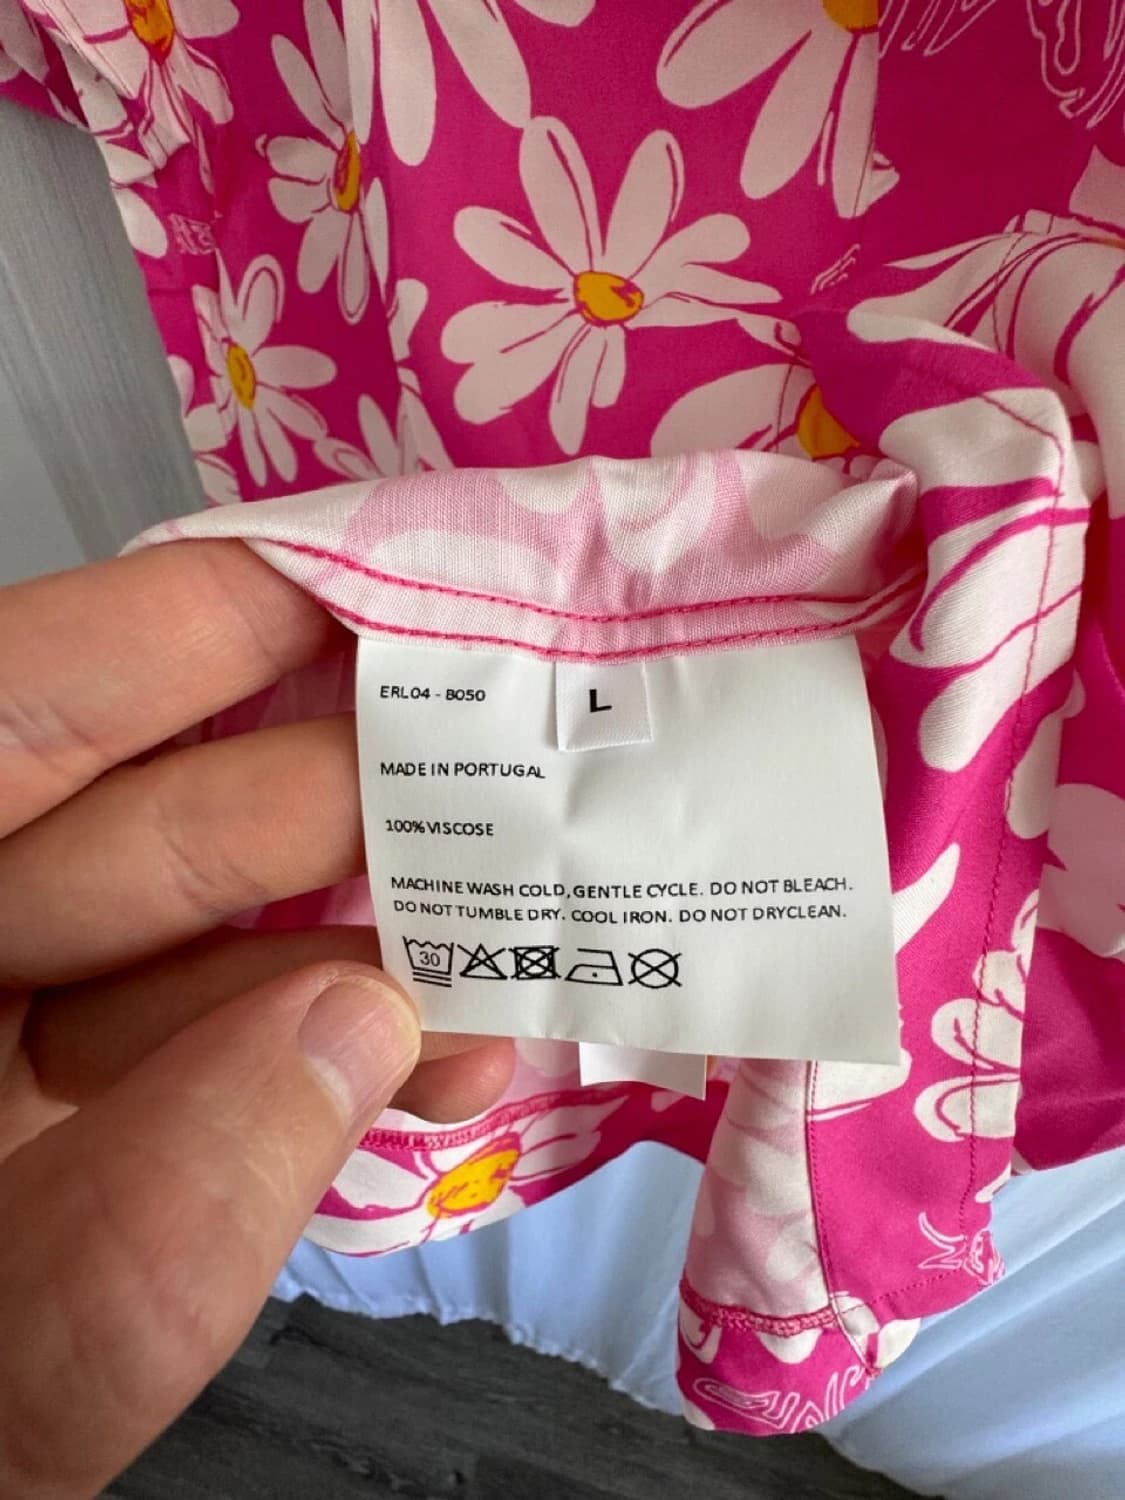 ERL04 - B050
L
MADE IN PORTUGAL
100% VISCOSE
MACHINE WASH COLD, GENTLE CYCLE. DO NOT BLEACH.
DO NOT TUMBLE DRY. COOL IRON. DO NOT DRYCLEAN.
30